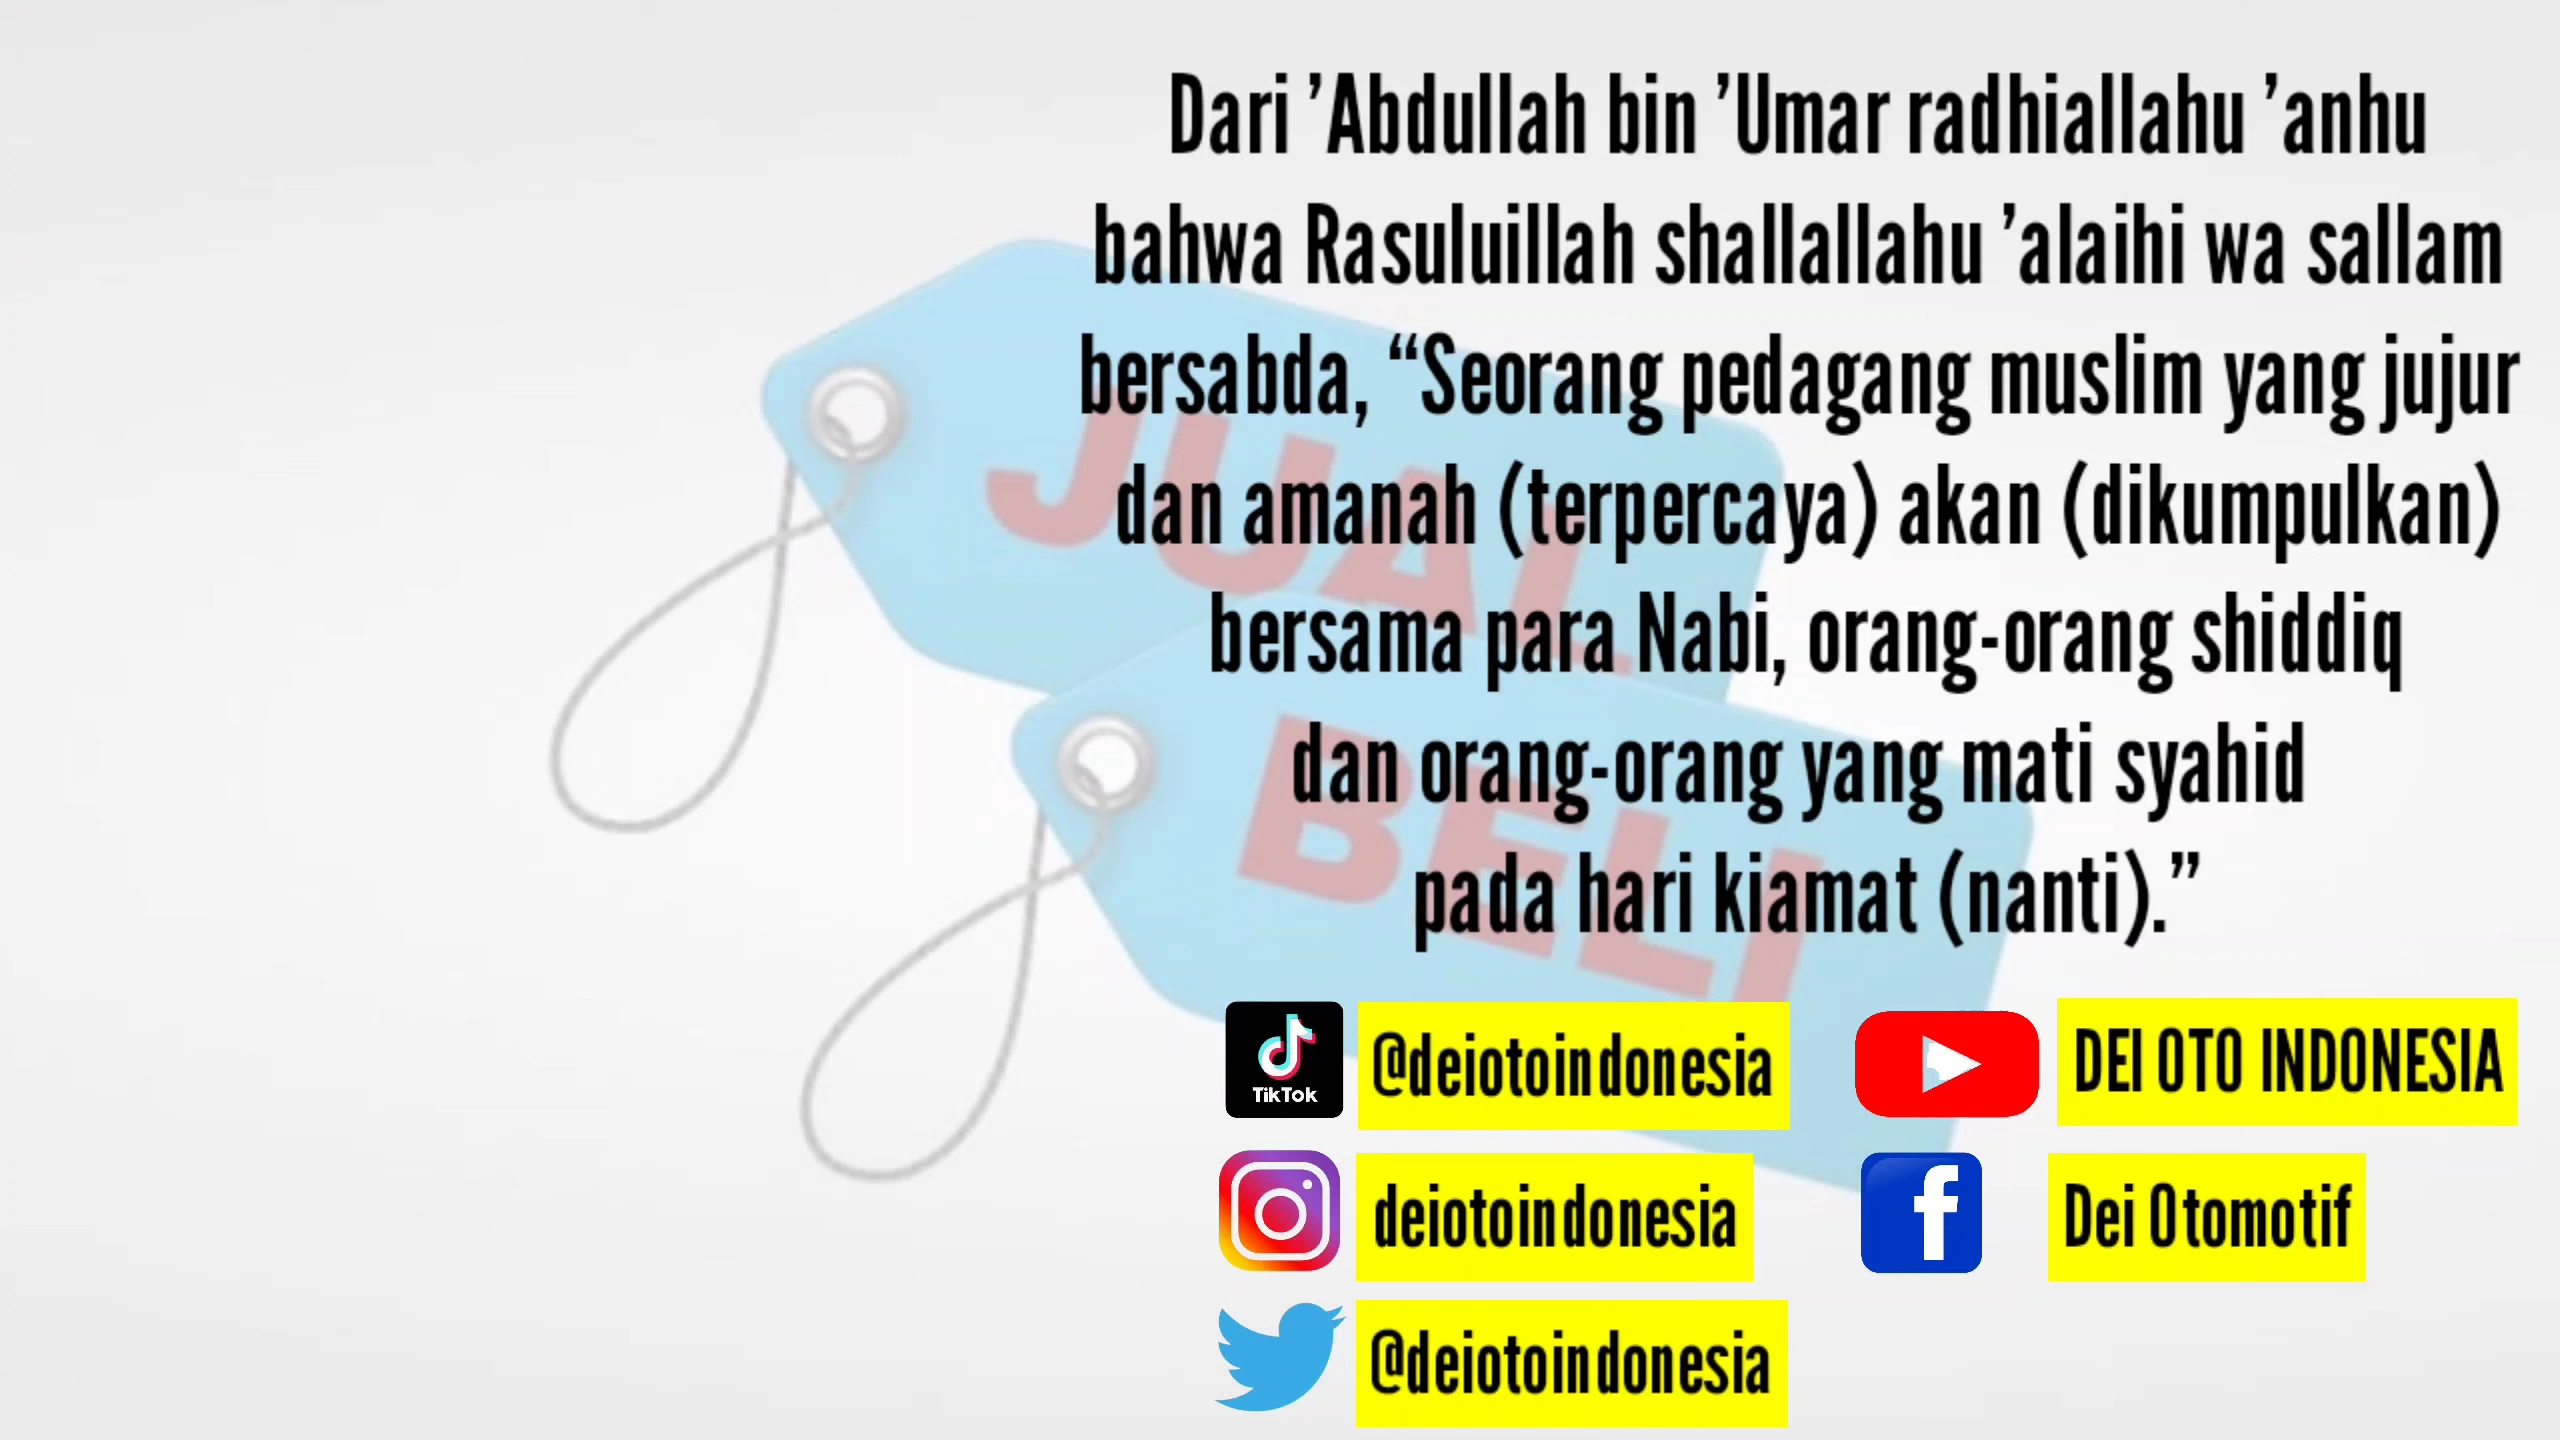 Dari ’Abdullah bin ’Umar radhiallahu ’anhu
bahwa Rasuluillah shallallahu ’alaihi wa sallam
bersabda, “Seorang pedagang muslim yang jujur
dan amanah (terpercaya) akan (dikumpulkan)
bersama para Nabi, orang-orang shiddiq
dan orang-orang yang mati syahid
pada hari kiamat (nanti).”
JUAL
BELI
TikTok
@deiotoindonesia
DEI OTO INDONESIA
deiotoindonesia
Dei Otomotif
@deiotoindonesia